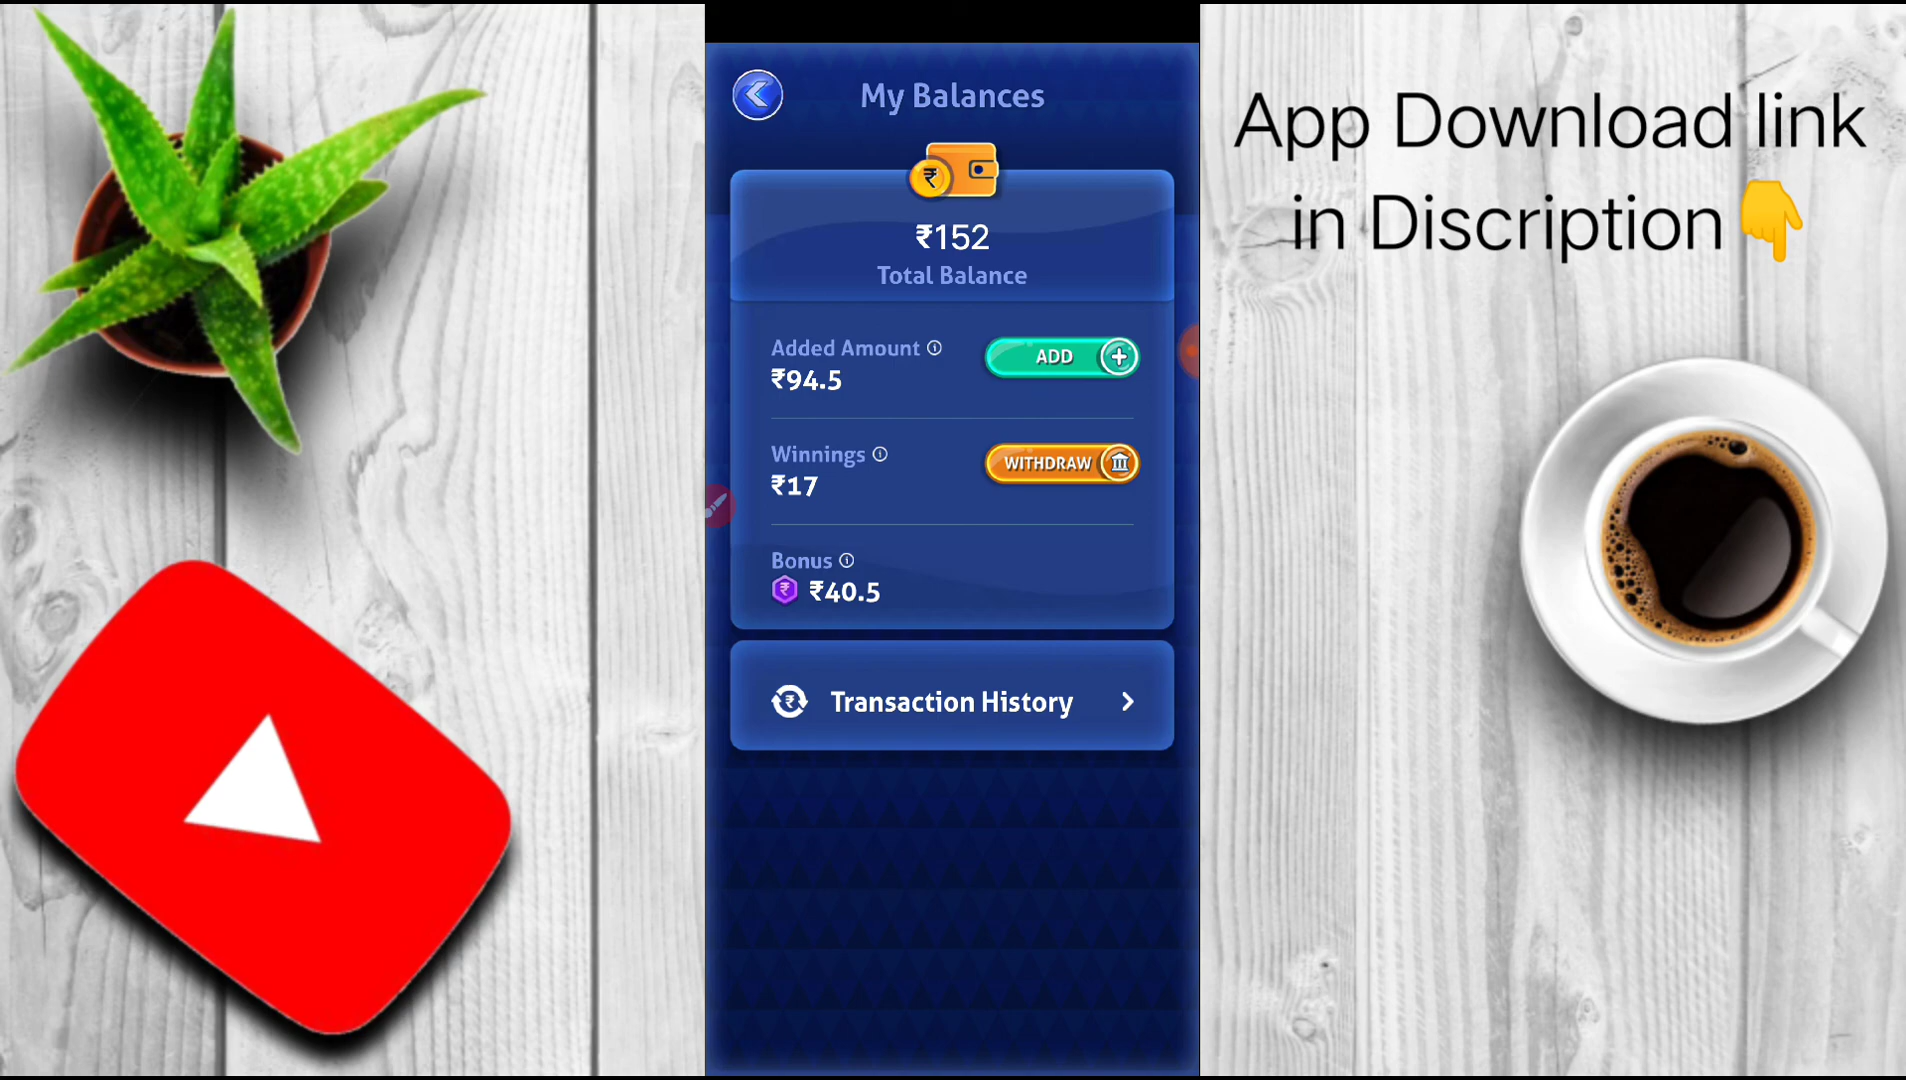 My Balances
₹152
Total Balance
Added Amount
₹94.5
ADD
Winnings
₹17
WITHDRAW
Bonus
₹40.5
Transaction History
App Download link
in Discription👇